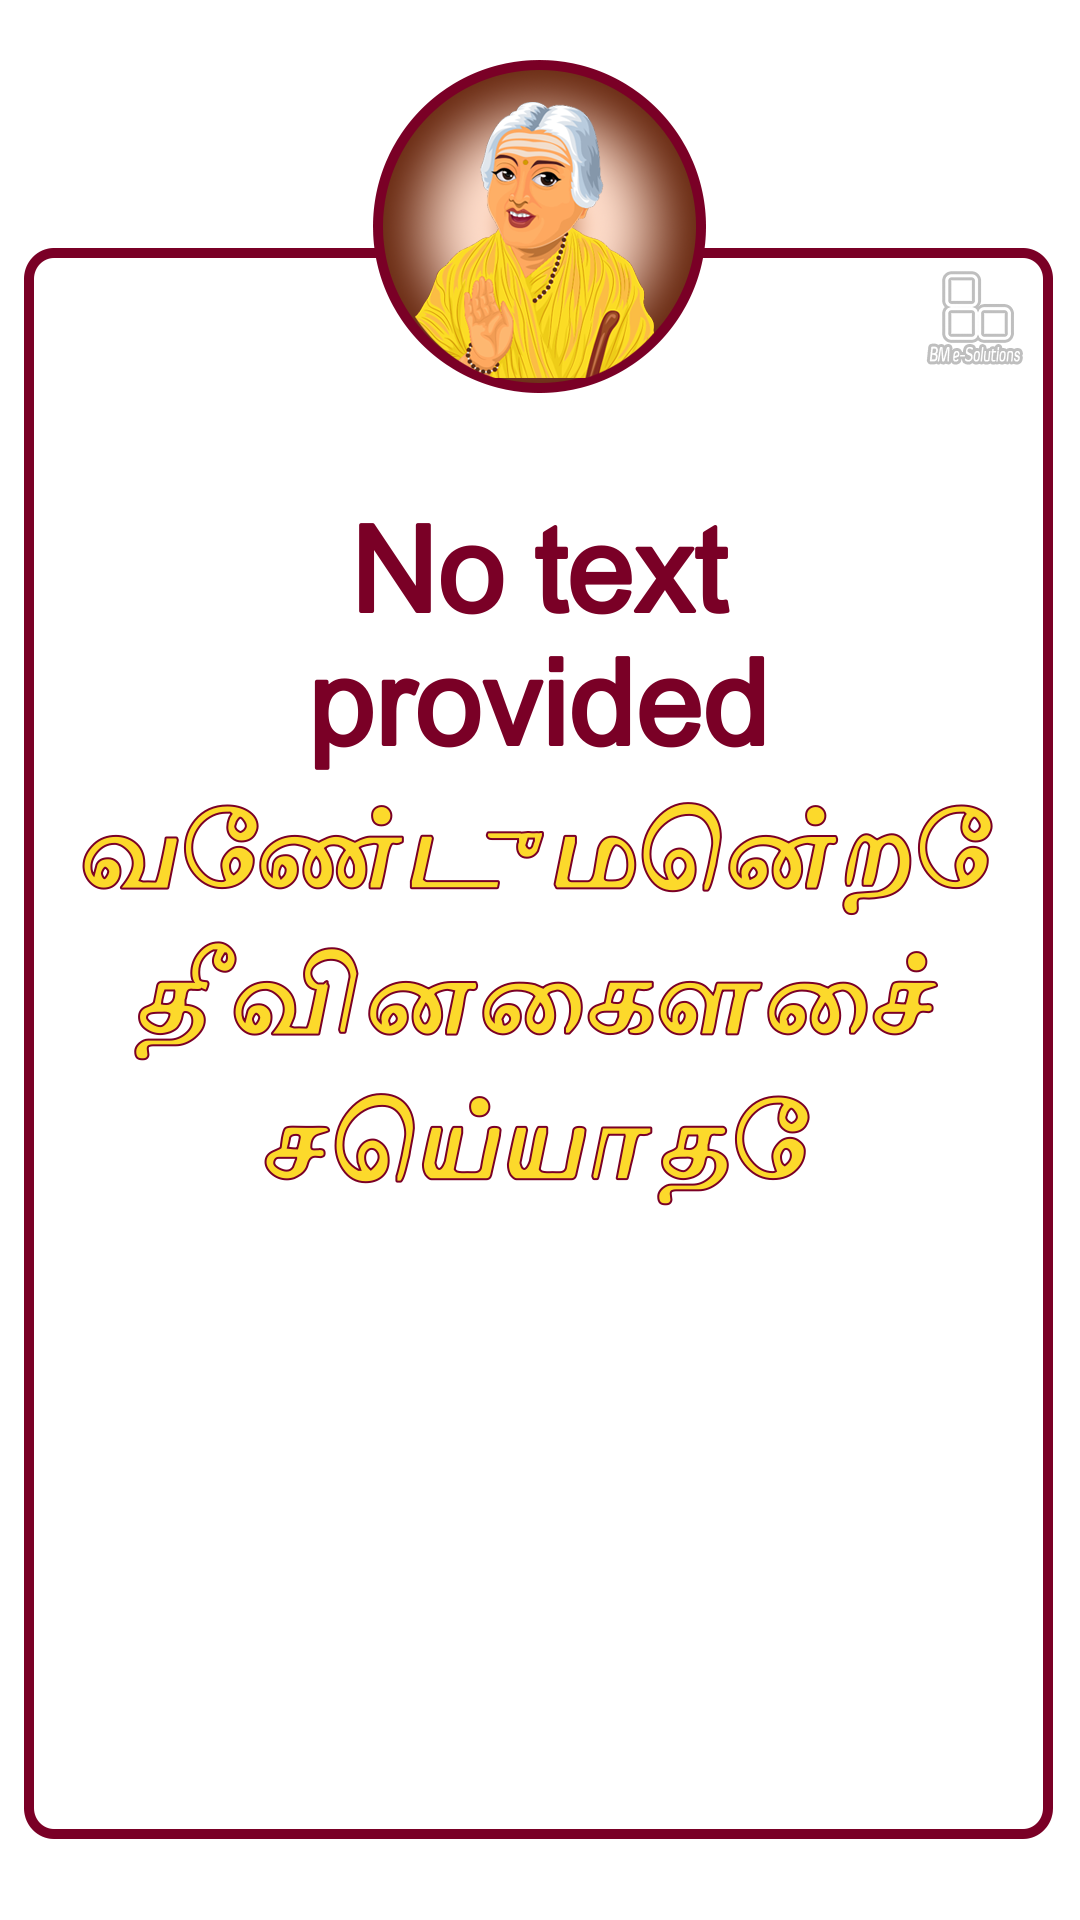 BM e-Solutions
No text
provided
வேண்டுமென்றே
தீவினைகளைச்
செய்யாதே